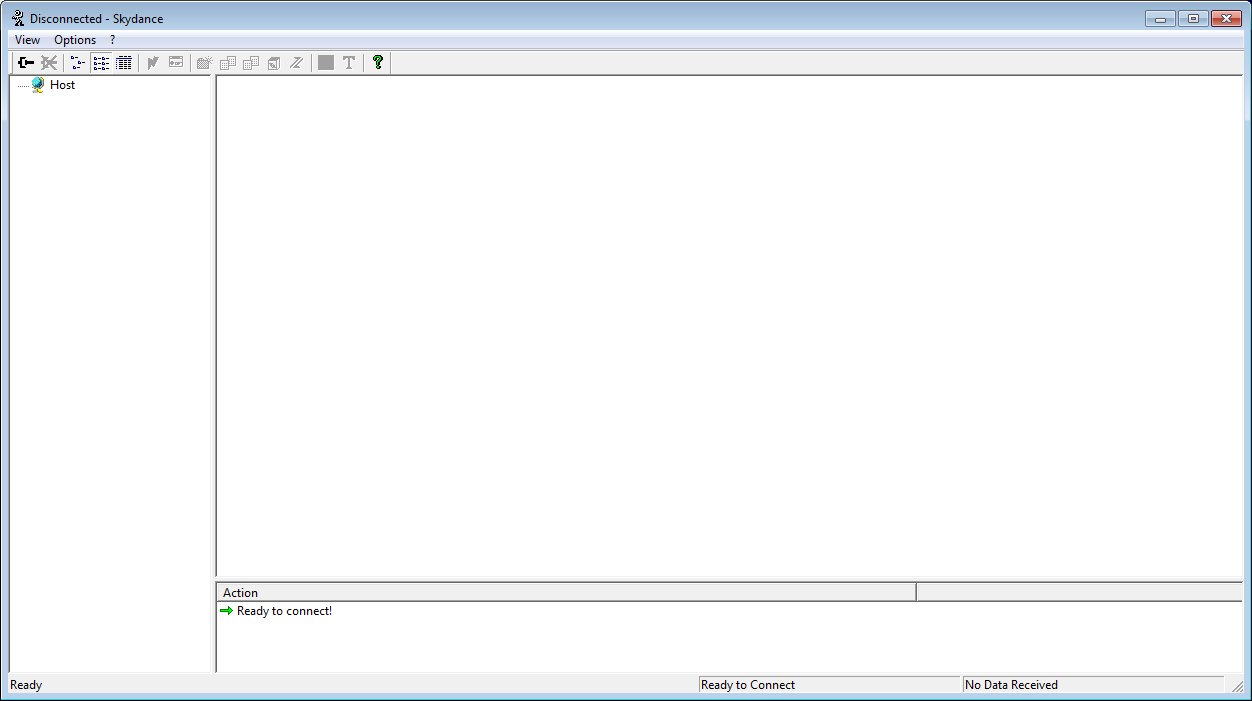 Disconnected - Skydance
View Options ?
T ?
Host
Action
Ready to connect!
Ready
Ready to Connect
No Data Received